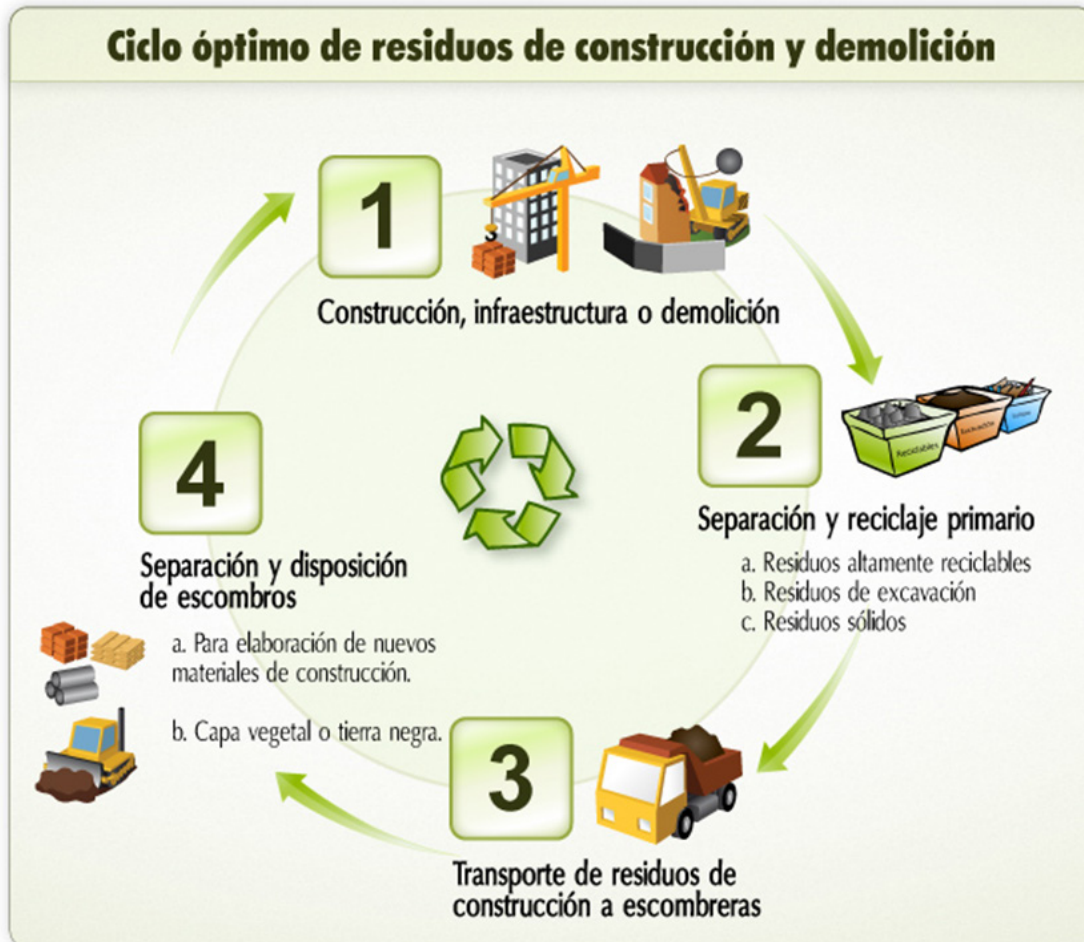 Ciclo óptimo de residuos de construcción y demolición
1
Construcción, infraestructura o demolición
2
Reciclables
Excavación
Separación y reciclaje primario
a. Residuos altamente reciclables
b. Residuos de excavación
c. Residuos sólidos
3
Transporte de residuos de
construcción a escombreras
4
Separación y disposición
de escombros
a. Para elaboración de nuevos
materiales de construcción.
b. Capa vegetal o tierra negra.